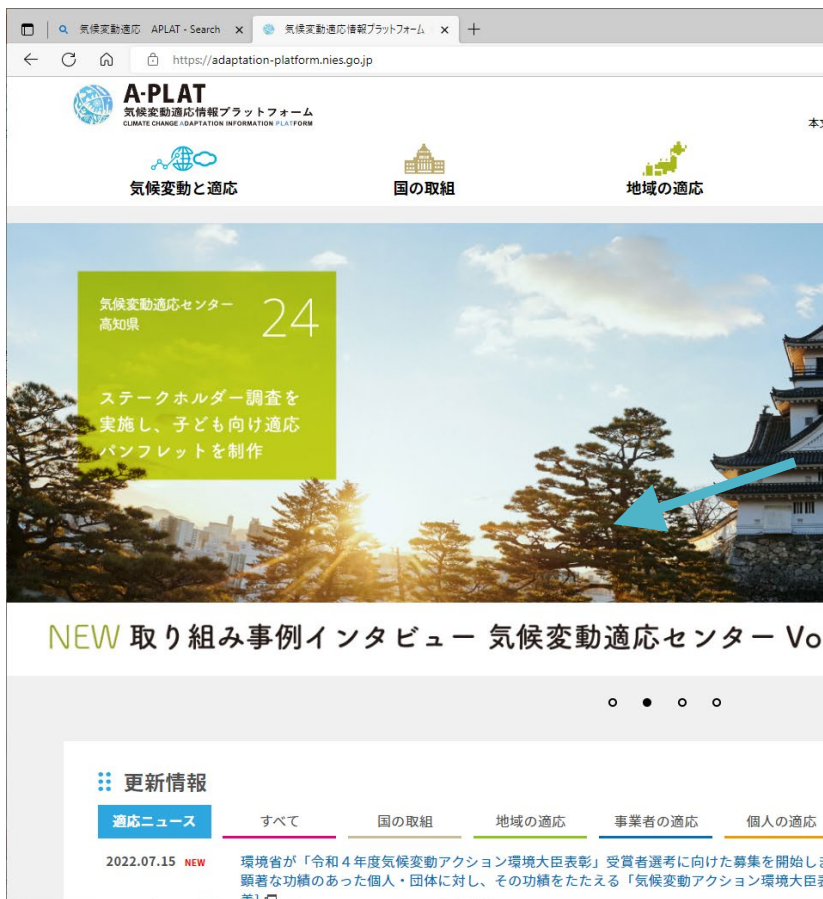 気候変動適応 APLAT - Search
気候変動適応情報プラットフォーム
https://adaptation-platform.nies.go.jp
A-PLAT
気候変動適応情報プラットフォーム
CLIMATE CHANGE ADAPTATION INFORMATION PLATFORM
本文
気候変動と適応
国の取組
地域の適応
気候変動適応センター
高知県
24
ステークホルダー調査を
実施し、子ども向け適応
パンフレットを制作
NEW 取り組み事例インタビュー 気候変動適応センター Vo
更新情報
適応ニュース すべて 国の取組 地域の適応 事業者の適応 個人の適応
2022.07.15 NEW 環境省が「令和4年度気候変動アクション環境大臣表彰」受賞者選考に向けた募集を開始しま
顕著な功績のあった個人・団体に対し、その功績をたたえる「気候変動アクション環境大臣表